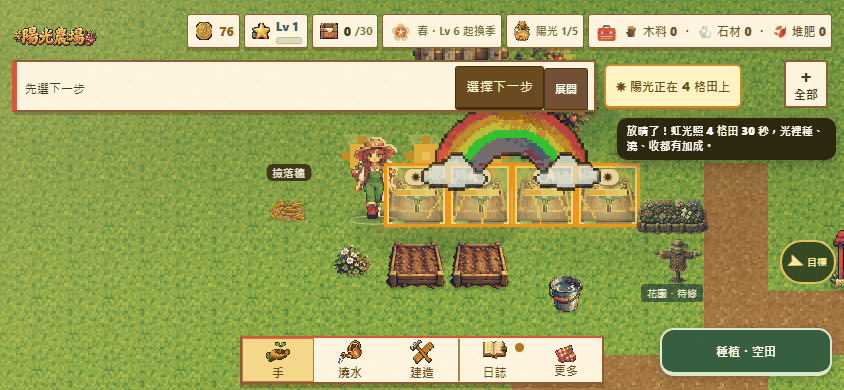 陽光農場
76
Lv 1
0 /30
春·Lv 6 起換季
陽光 1/5
木料 0 · 石材 0 · 堆肥 0
先選下一步
選擇下一步
展開
陽光正在 4 格田上
+
全部
放晴了！虹光照 4 格田 30 秒，光裡種、
澆、收都有加成。
撿落穗
目標
花圃·待修
手
澆水
建造
日誌
更多
種植·空田